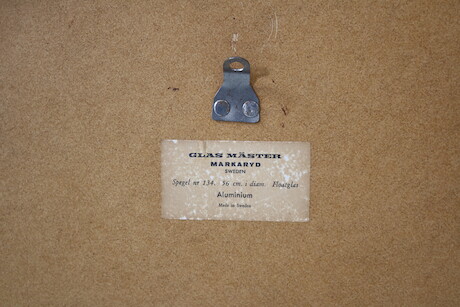 GLAS MÄSTER
MARKARYD
SWEDEN
Spegel nr 134. 56 cm. i diam. Floatglas
Aluminium
Made in Sweden